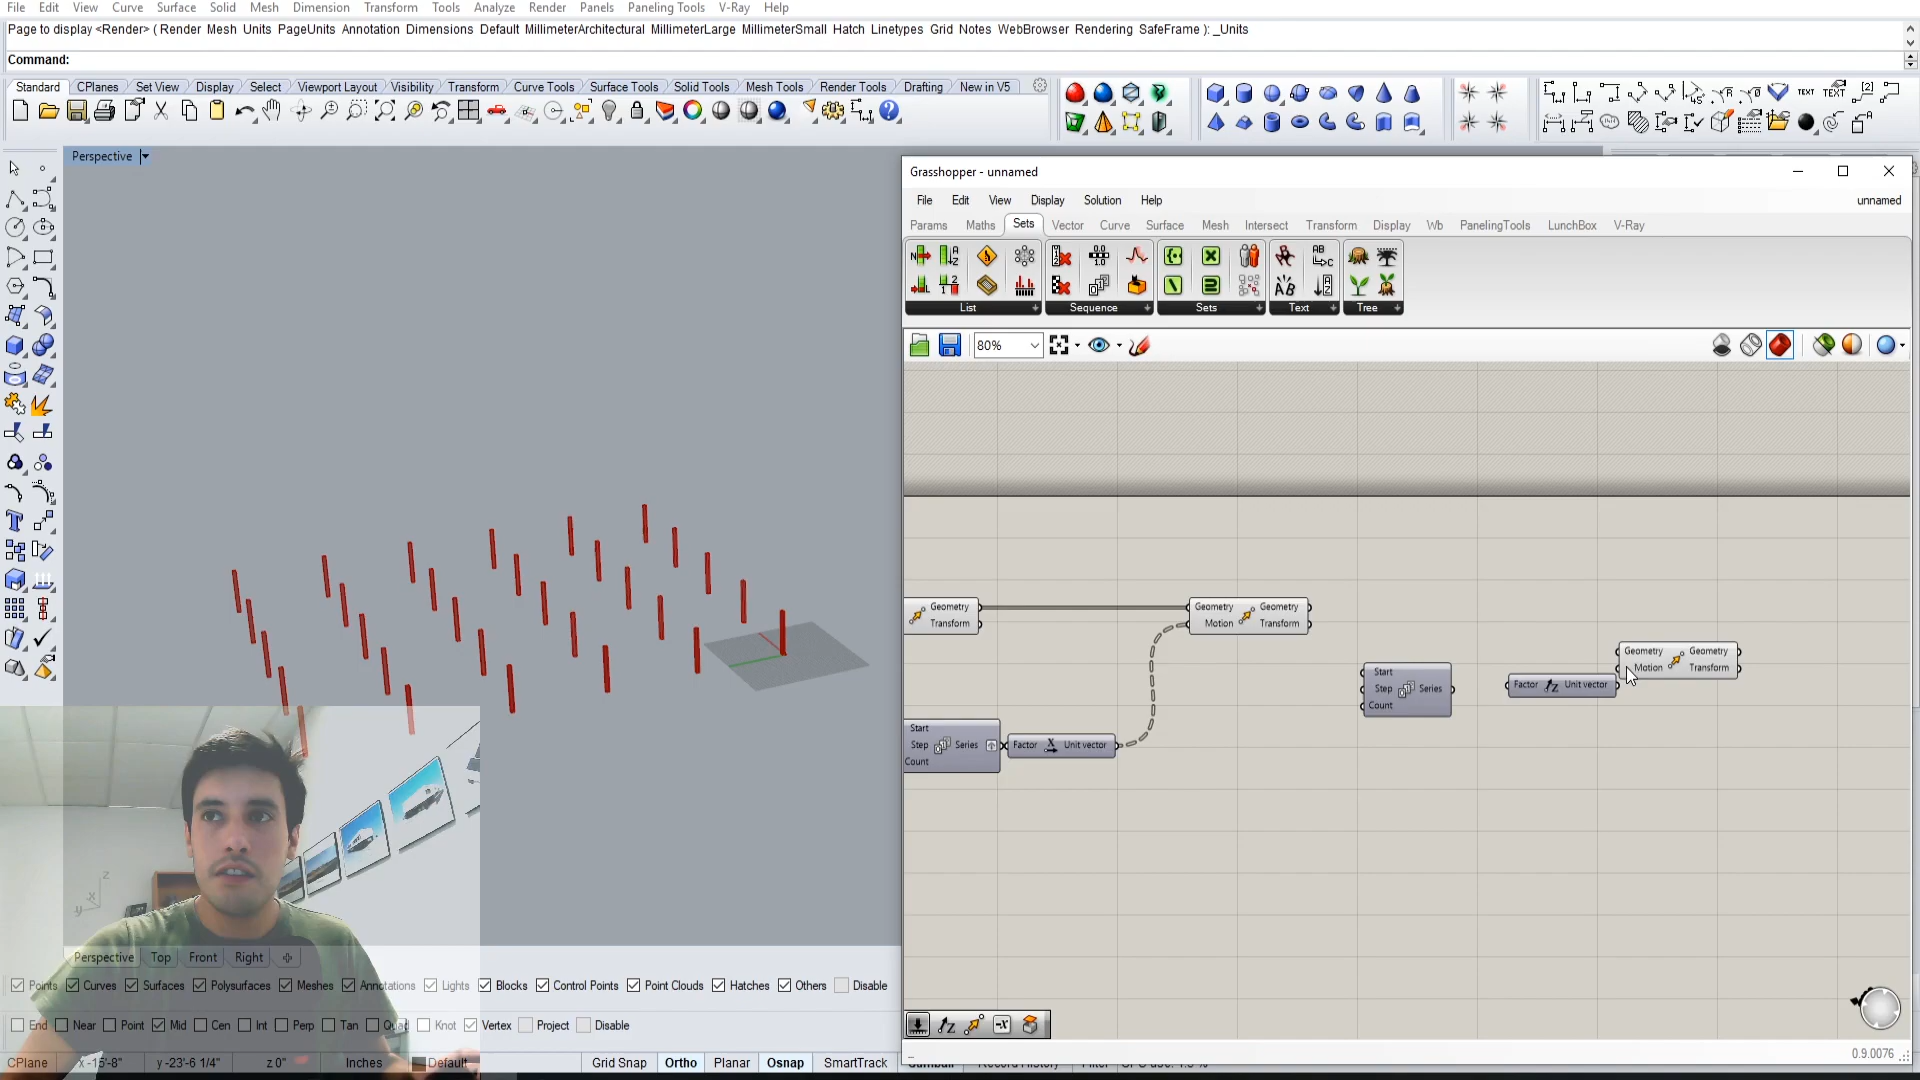 File Edit View Curve Surface Solid Mesh Dimension Transform Tools Analyze Render Panels Paneling Tools V-Ray Help
Page to display <Render> ( Render Mesh Units PageUnits Annotation Dimensions Default MillimeterArchitectural MillimeterLarge MillimeterSmall Hatch Linetypes Grid Notes WebBrowser Rendering SafeFrame ): _Units
Command:
Standard CPlanes Set View Display Select Viewport Layout Visibility Transform Curve Tools Surface Tools Solid Tools Mesh Tools Render Tools Drafting New in V5
Perspective
Grasshopper - unnamed
File Edit View Display Solution Help unnamed
Params Maths Sets Vector Curve Surface Mesh Intersect Transform Display Wb PanelingTools LunchBox V-Ray
List Sequence Sets Text Tree
80%
Geometry
Transform
Geometry Geometry
Motion Transform
Geometry Geometry
Motion Transform
Start
Step Series
Count
Factor Unit vector
Start
Step Series
Count
Factor Unit vector
z
x
y
Perspective Top Front Right
Points Curves Surfaces Polysurfaces Meshes Annotations Lights Blocks Control Points Point Clouds Hatches Others Disable
End Near Point Mid Cen Int Perp Tan Quad Knot Vertex Project Disable
CPlane x -15'-8" y -23'-6 1/4" z 0" Inches Default Grid Snap Ortho Planar Osnap SmartTrack
0.9.0076